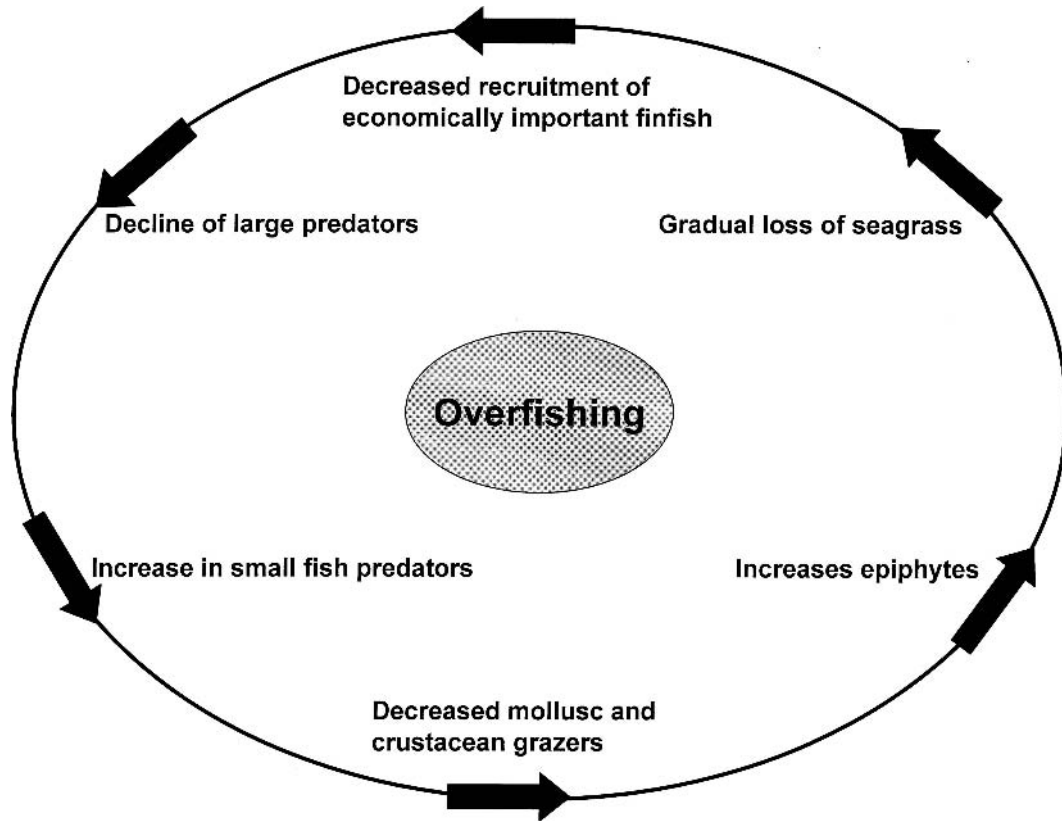 Decreased recruitment of
economically important finfish
Decline of large predators
Gradual loss of seagrass
Overfishing
Increase in small fish predators
Increases epiphytes
Decreased mollusc and
crustacean grazers